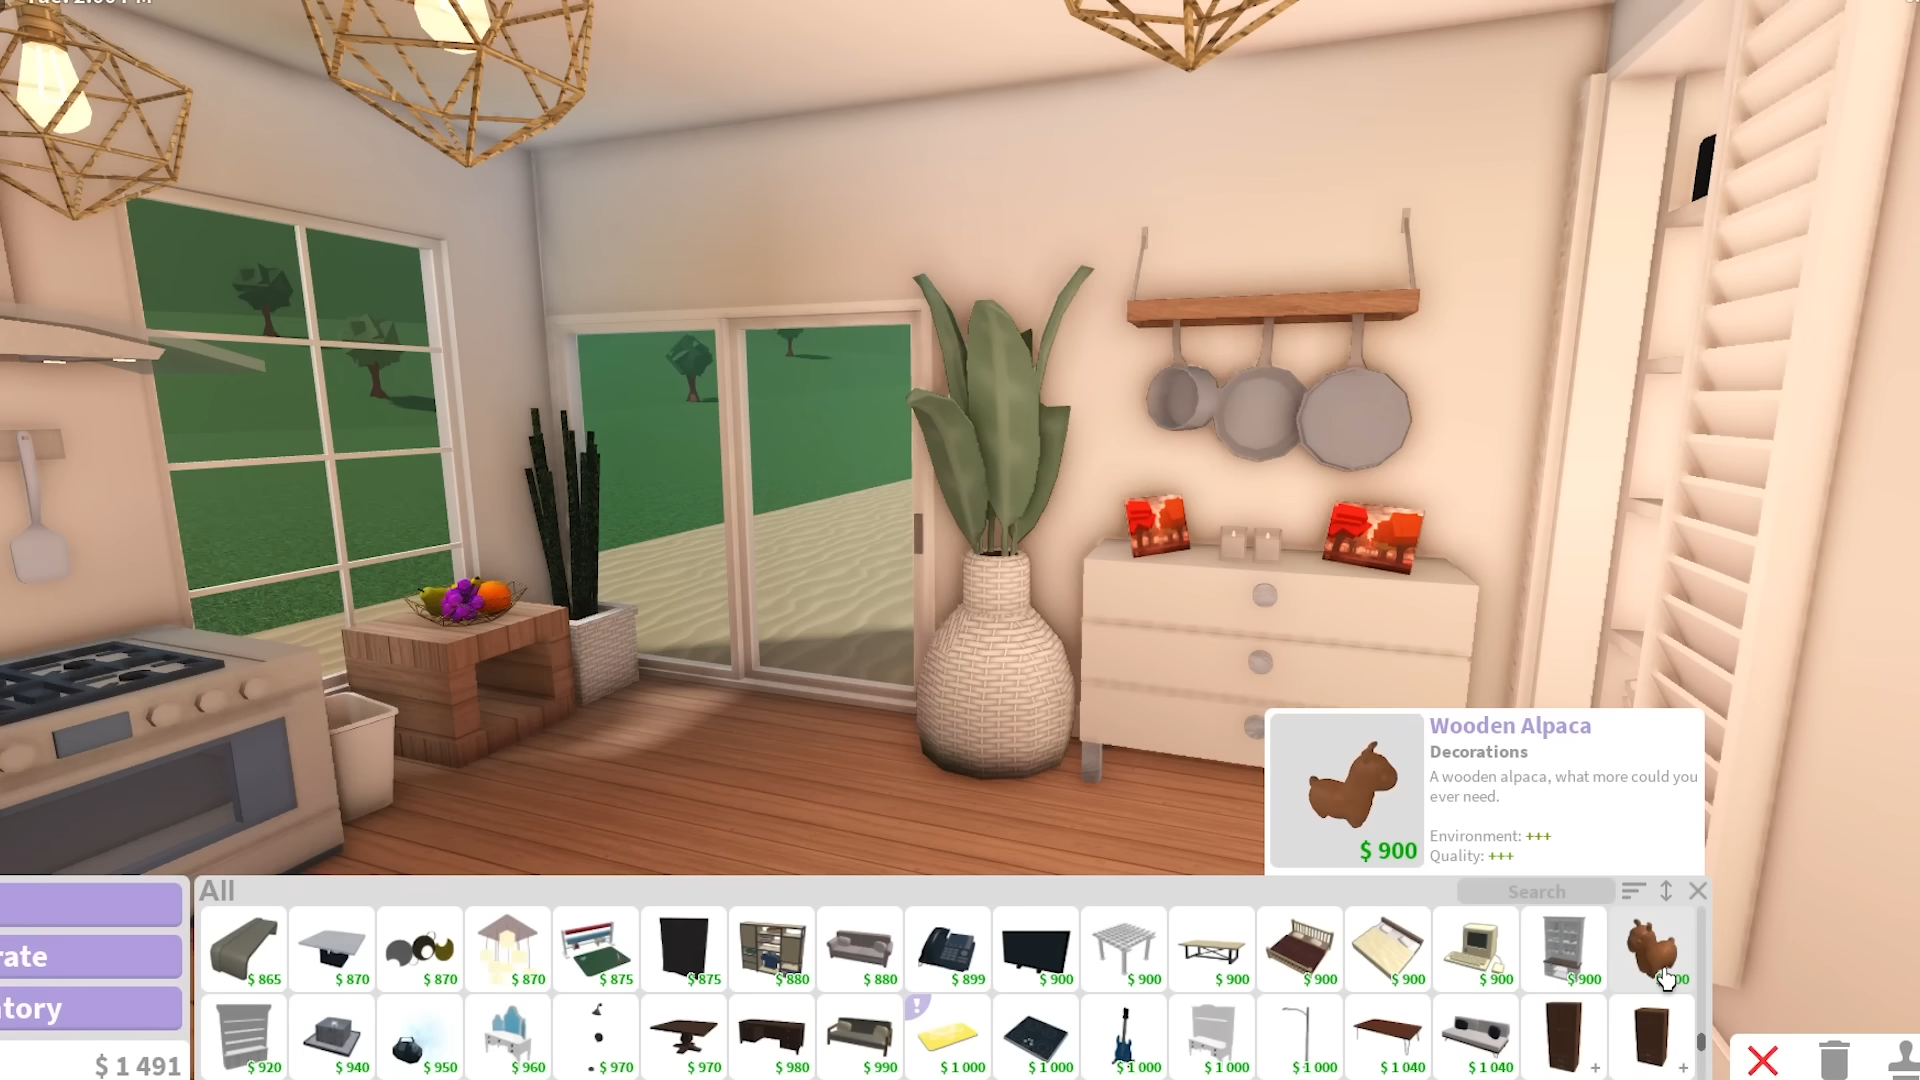 Wooden Alpaca
Decorations
A wooden alpaca, what more could you
ever need.
Environment: +++
Quality: +++
$ 900
All
Search
$ 865
$ 870
$ 870
$ 870
$ 875
$ 875
$ 880
$ 880
$ 899
$ 900
$ 900
$ 900
$ 900
$ 900
$ 900
$ 900
rate
$ 920
$ 940
$ 950
$ 960
$ 970
$ 970
$ 980
$ 990
!
$ 1 000
$ 1 000
$ 1 000
$ 1 000
$ 1 000
$ 1 040
$ 1 040
+
+
tory
$ 1 491